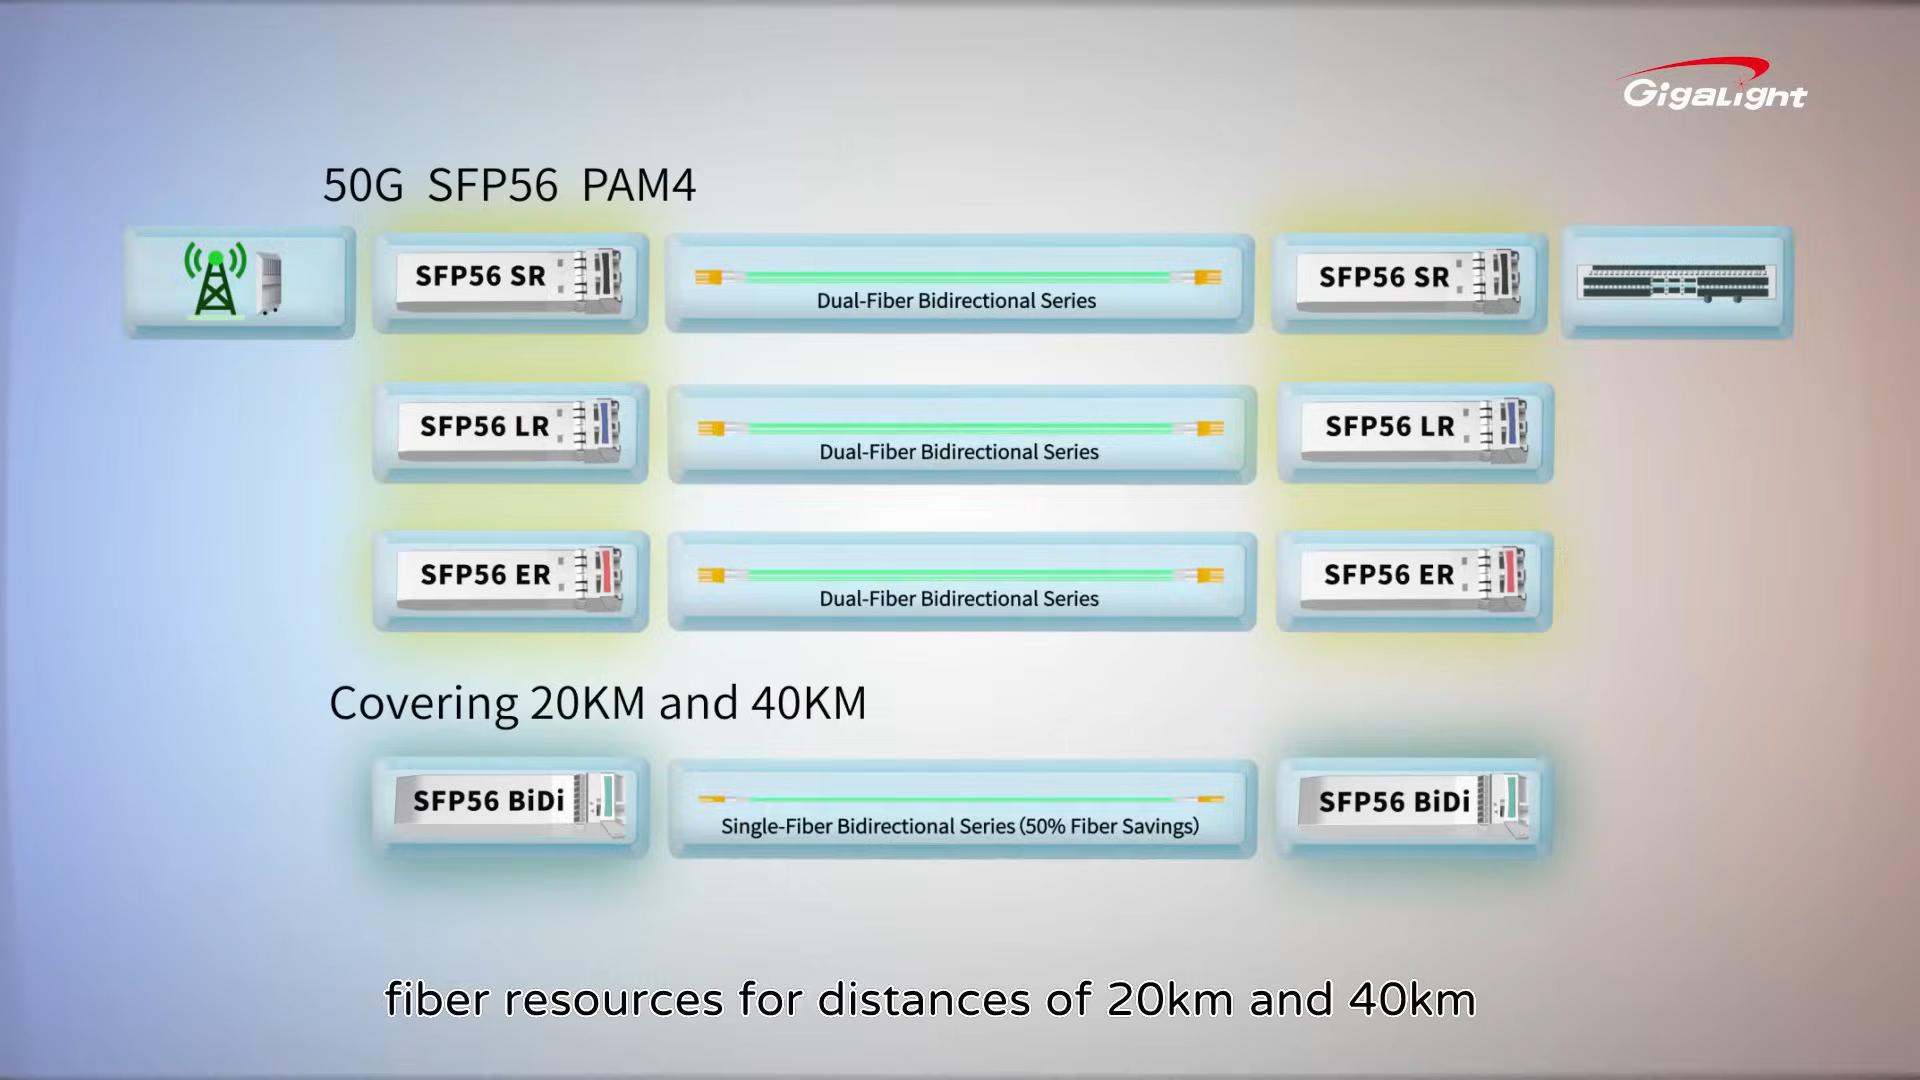 GigaLight
50G SFP56 PAM4
SFP56 SR
Dual-Fiber Bidirectional Series
SFP56 SR
SFP56 LR
Dual-Fiber Bidirectional Series
SFP56 LR
SFP56 ER
Dual-Fiber Bidirectional Series
SFP56 ER
Covering 20KM and 40KM
SFP56 BiDi
Single-Fiber Bidirectional Series (50% Fiber Savings)
SFP56 BiDi
fiber resources for distances of 20km and 40km